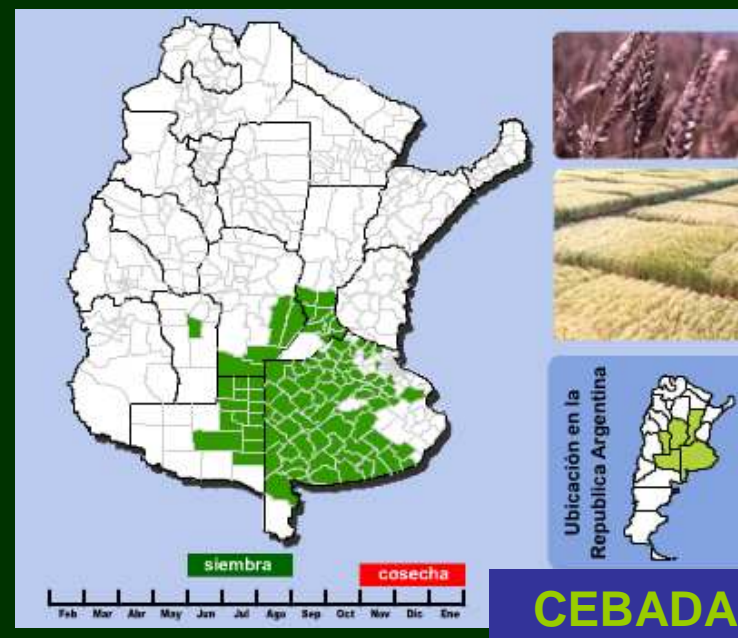 Ubicación en la
Republica Argentina
siembra
cosecha
Feb Mar Abr May Jun Jul Ago Sep Oct Nov Dic Ene
CEBADA